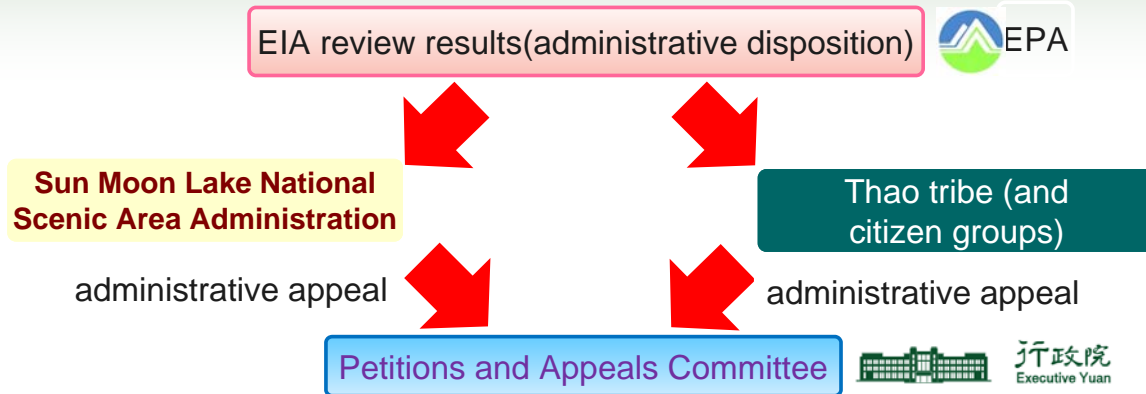 EIA review results(administrative disposition)
EPA
Sun Moon Lake National
Scenic Area Administration
Thao tribe (and
citizen groups)
administrative appeal
administrative appeal
Petitions and Appeals Committee
行政院
Executive Yuan